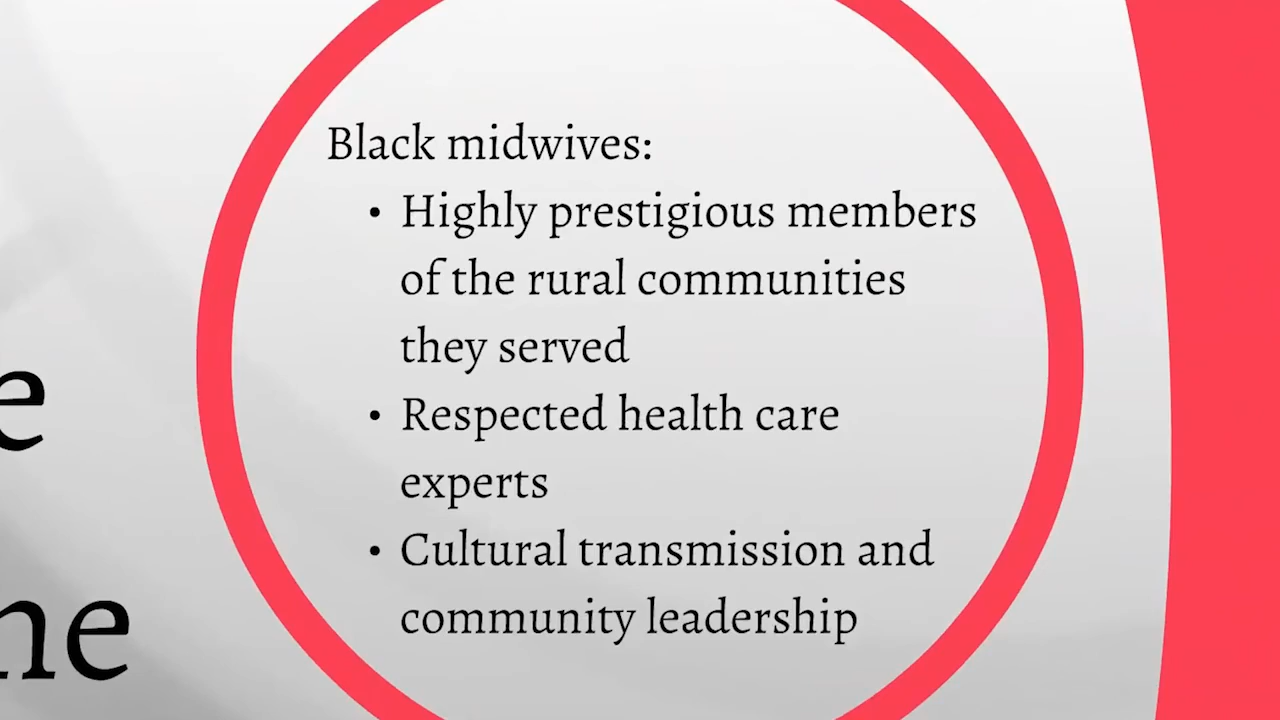 Black midwives:
• Highly prestigious members
of the rural communities
they served
• Respected health care
experts
• Cultural transmission and
community leadership